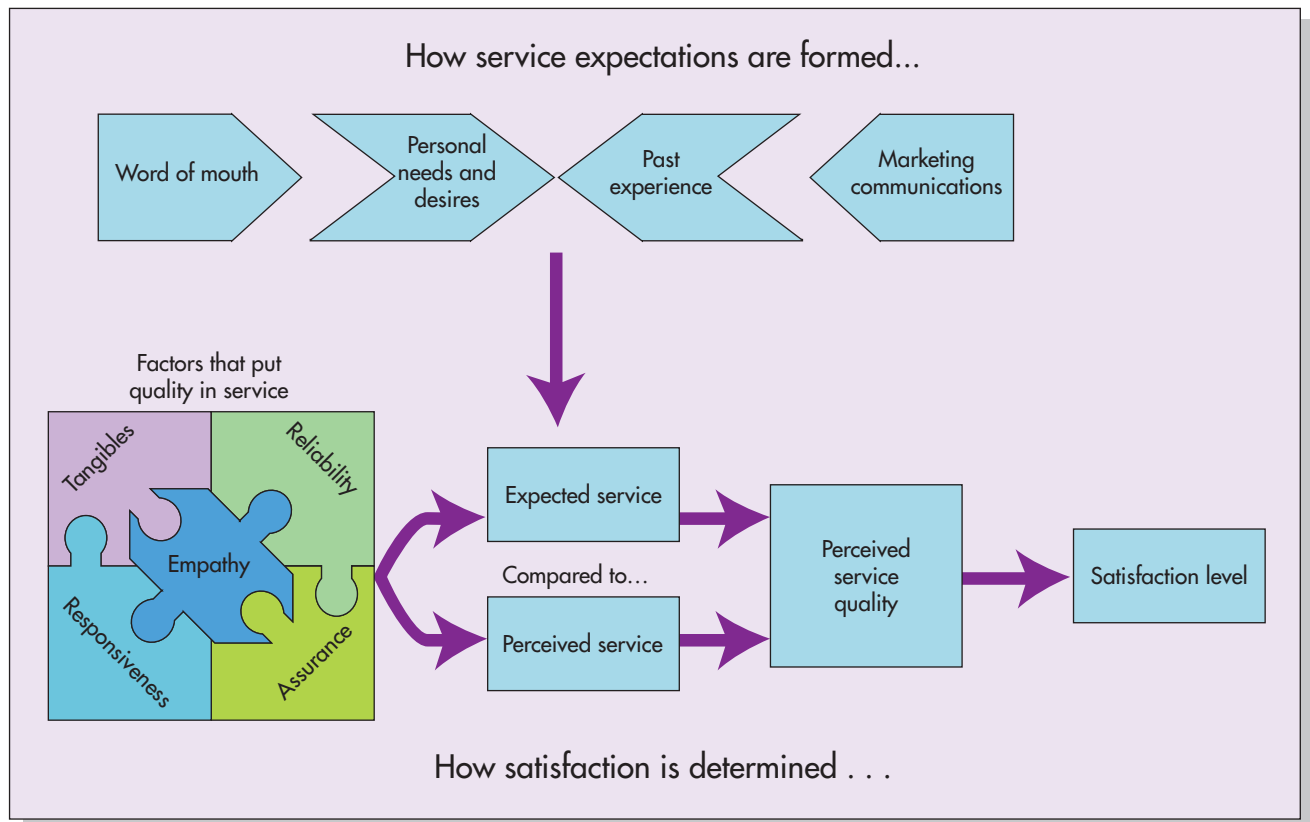 How service expectations are formed...
Word of mouth
Personal
needs and
desires
Past
experience
Marketing
communications
Factors that put
quality in service
Tangibles
Reliability
Empathy
Responsiveness
Assurance
Expected service
Compared to...
Perceived service
Perceived
service
quality
Satisfaction level
How satisfaction is determined . . .